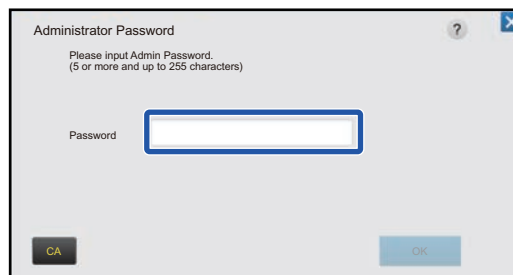 Administrator Password
?
Please input Admin Password.
(5 or more and up to 255 characters)
Password
CA
OK